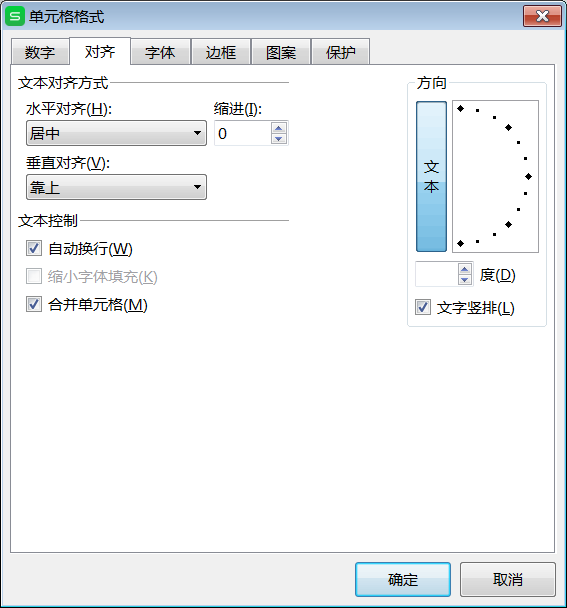 单元格格式
数字 对齐 字体 边框 图案 保护
文本对齐方式
水平对齐(H): 缩进(I):
居中 0
垂直对齐(V):
靠上
文本控制
自动换行(W)
缩小字体填充(K)
合并单元格(M)
方向
文
本
度(D)
文字竖排(L)
确定 取消